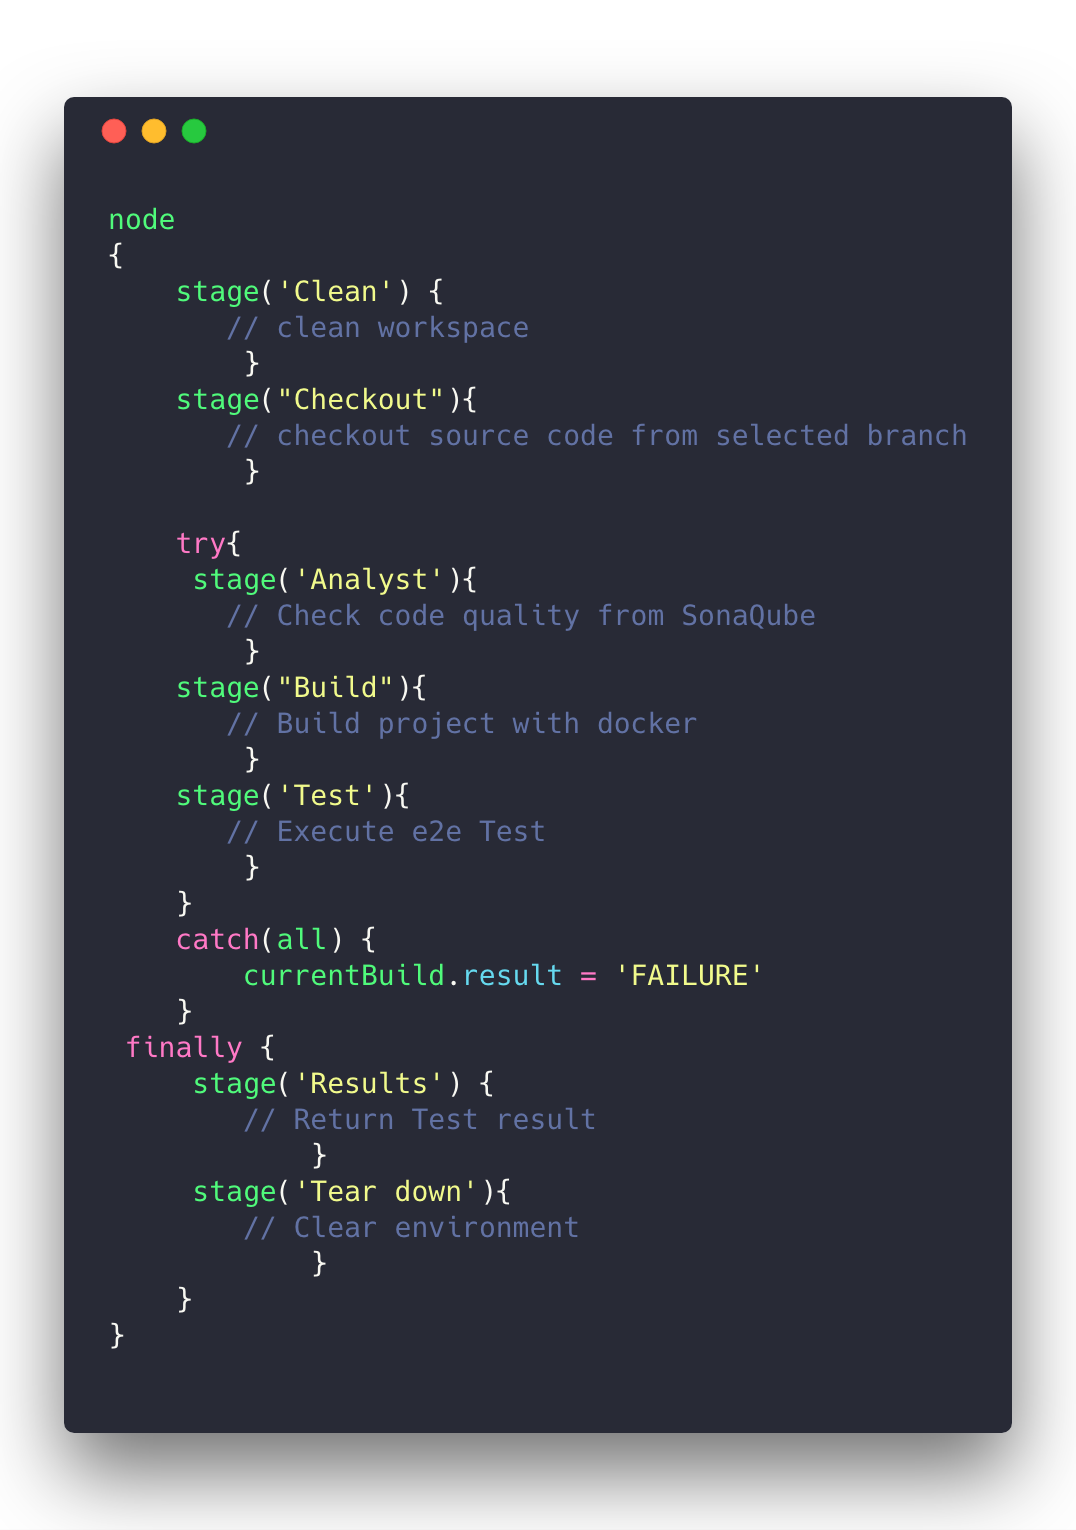 node
{
    stage('Clean') {
       // clean workspace
        }
    stage("Checkout"){
       // checkout source code from selected branch
        }

    try{
     stage('Analyst'){
       // Check code quality from SonaQube
        }
    stage("Build"){
       // Build project with docker
        }
    stage('Test'){
       // Execute e2e Test
        }
    }
    catch(all) {
        currentBuild.result = 'FAILURE'
    }
 finally {
     stage('Results') {
        // Return Test result
            }
     stage('Tear down'){
        // Clear environment
            }
    }
}